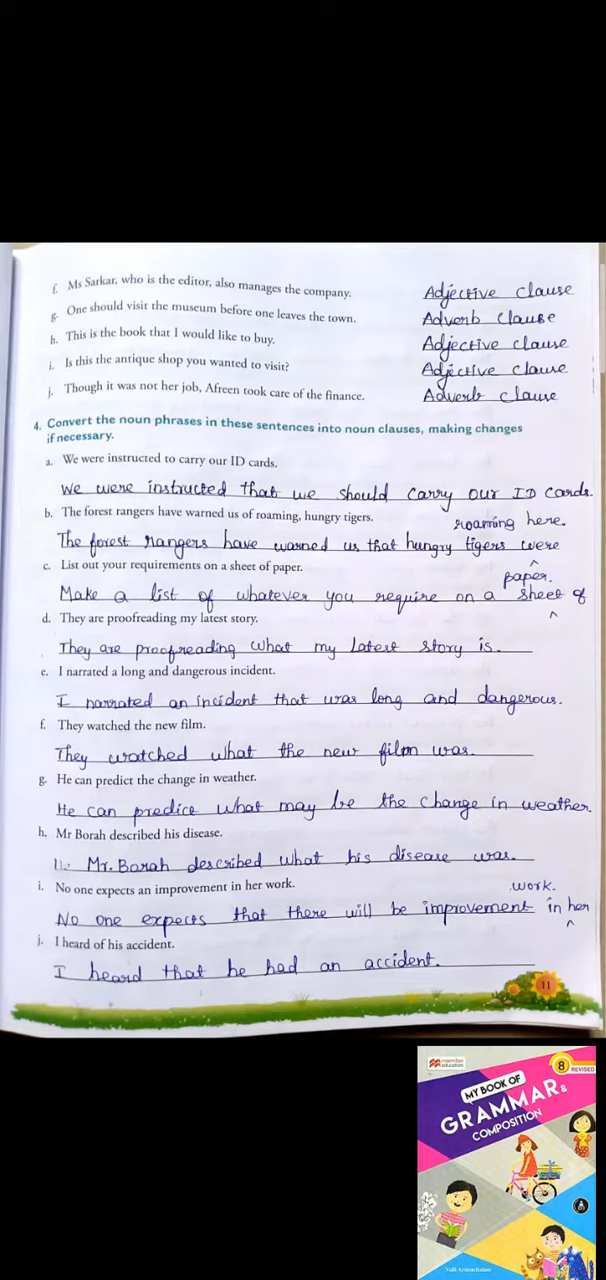 f. Ms Sarkar, who is the editor, also manages the company. Adjective clause
g. One should visit the museum before one leaves the town. Adverb Clause
h. This is the book that I would like to buy. Adjective clause
i. Is this the antique shop you wanted to visit? Adjective clause
j. Though it was not her job, Afreen took care of the finance. Adverb clause
4. Convert the noun phrases in these sentences into noun clauses, making changes
if necessary.
a. We were instructed to carry our ID cards.
We were instructed that we should carry our ID cards.
b. The forest rangers have warned us of roaming, hungry tigers.
roaming here.
The forest rangers have warned us that hungry tigers were ^
c. List out your requirements on a sheet of paper.
paper.
Make a list of whatever you require on a sheet of ^
d. They are proofreading my latest story.
They are proofreading what my latest story is.
e. I narrated a long and dangerous incident.
I narrated an incident that was long and dangerous.
f. They watched the new film.
They watched what the new film was.
g. He can predict the change in weather.
He can predice what may be the change in weather.
h. Mr Borah described his disease.
Mr. Borah described what his disease was.
i. No one expects an improvement in her work.
work.
No one expects that there will be improvement in her ^
j. I heard of his accident.
I heard that he had an accident.
11
macmillan education
8 REVISED
MY BOOK OF
GRAMMAR &
COMPOSITION
Valli Arunachalam